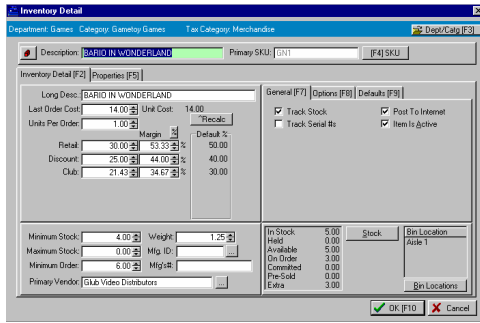 Inventory Detail
Department: Games Category: Gametoy Games Tax Category: Merchandise Dept/Catg [F3]
Description: BARIO IN WONDERLAND Primary SKU: GN1 [F4] SKU
Inventory Detail [F2] Properties [F5]
Long Desc.: BARIO IN WONDERLAND
Last Order Cost: 14.00 Unit Cost: 14.00
Units Per Order: 1.00 ^Recalc
Margin % Default %
Retail: 30.00 53.33 % 50.00
Discount: 25.00 44.00 % 40.00
Club: 21.43 34.67 % 30.00
General [F7] Options [F8] Defaults [F9]
Track Stock Post To Internet
Track Serial #s Item Is Active
Minimum Stock: 4.00 Weight: 1.25
Maximum Stock: 0.00 Mfg. ID: ...
Minimum Order: 6.00 Mfg's#:
Primary Vendor: Glub Video Distributors ...
In Stock 5.00 Stock Bin Location
Held 0.00 Aisle 1
Available 5.00
On Order 3.00
Committed 0.00
Pre-Sold 0.00
Extra 3.00 Bin Locations
OK [F10 Cancel